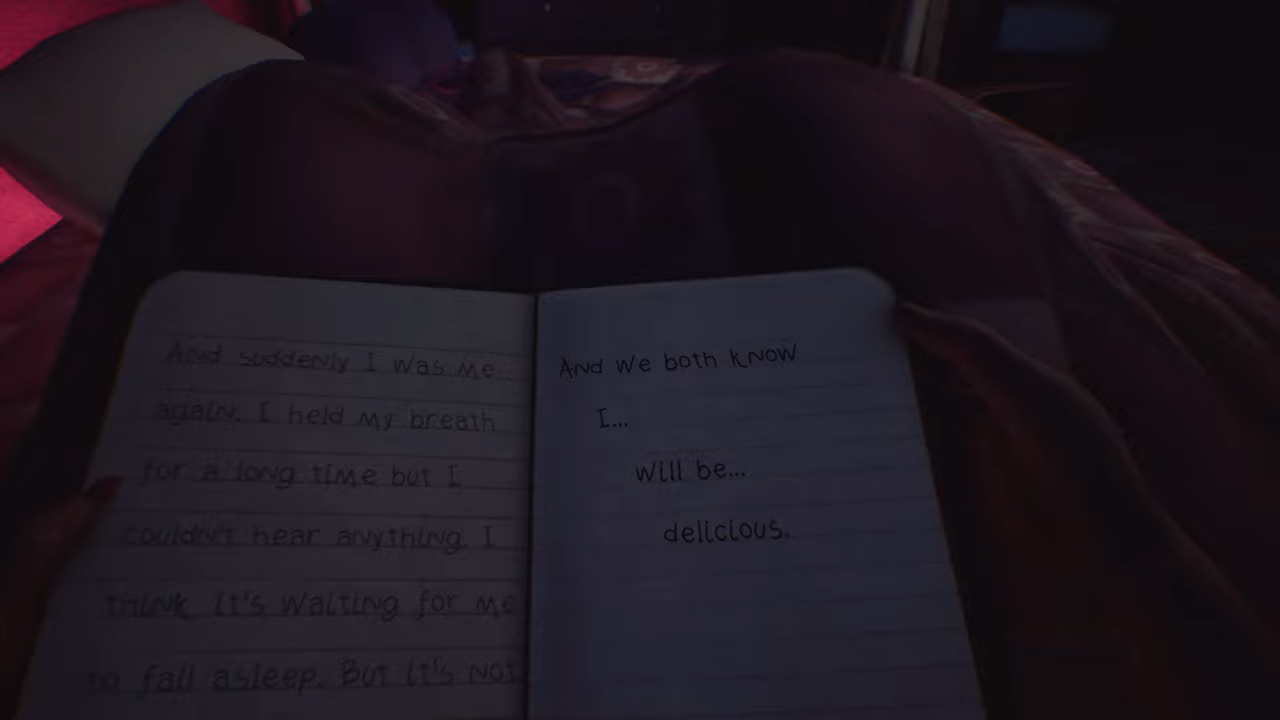 And suddenly I was me
again. I held my breath
for a long time but I
couldn't hear anything. I
think it's waiting for me
to fall asleep. But it's not
And we both know
I...
will be...
delicious.